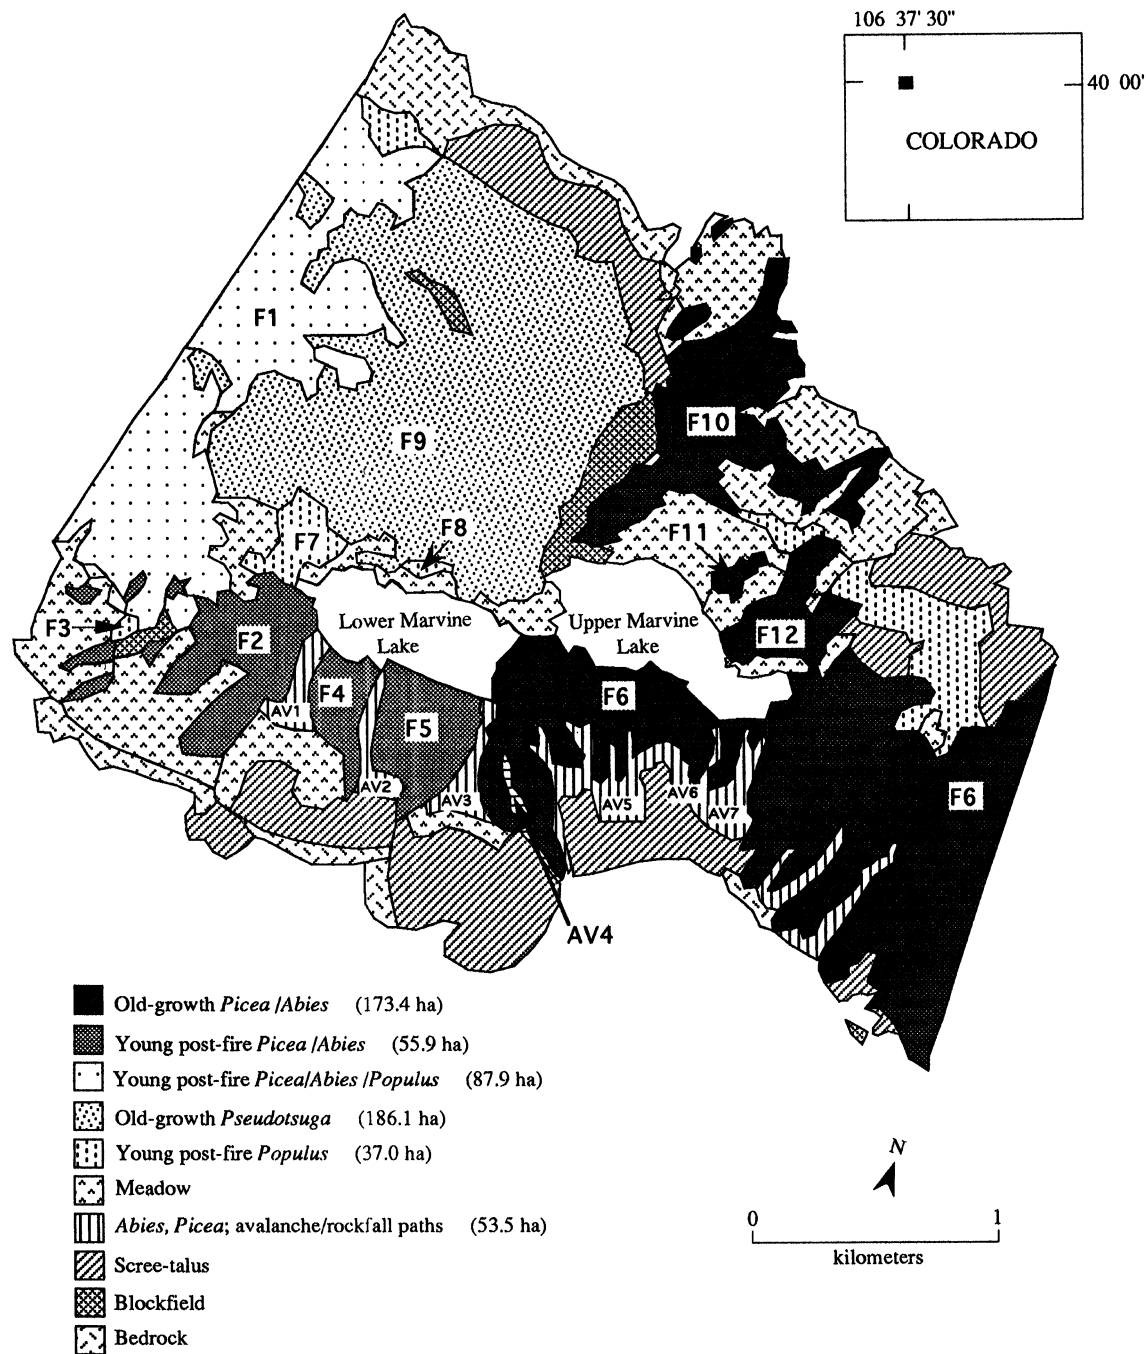 106 37' 30"
40 00'
COLORADO
F1
F10
F9
F8
F11
F7
F3
F2
Lower Marvine
Lake
Upper Marvine
Lake
F12
F4
F6
AV1
F5
AV2
AV3
AV5
AV6
AV7
F6
AV4
Old-growth Picea /Abies (173.4 ha)
Young post-fire Picea /Abies (55.9 ha)
Young post-fire Picea/Abies /Populus (87.9 ha)
Old-growth Pseudotsuga (186.1 ha)
Young post-fire Populus (37.0 ha)
Meadow
Abies, Picea; avalanche/rockfall paths (53.5 ha)
Scree-talus
Blockfield
Bedrock
N
0 1
kilometers